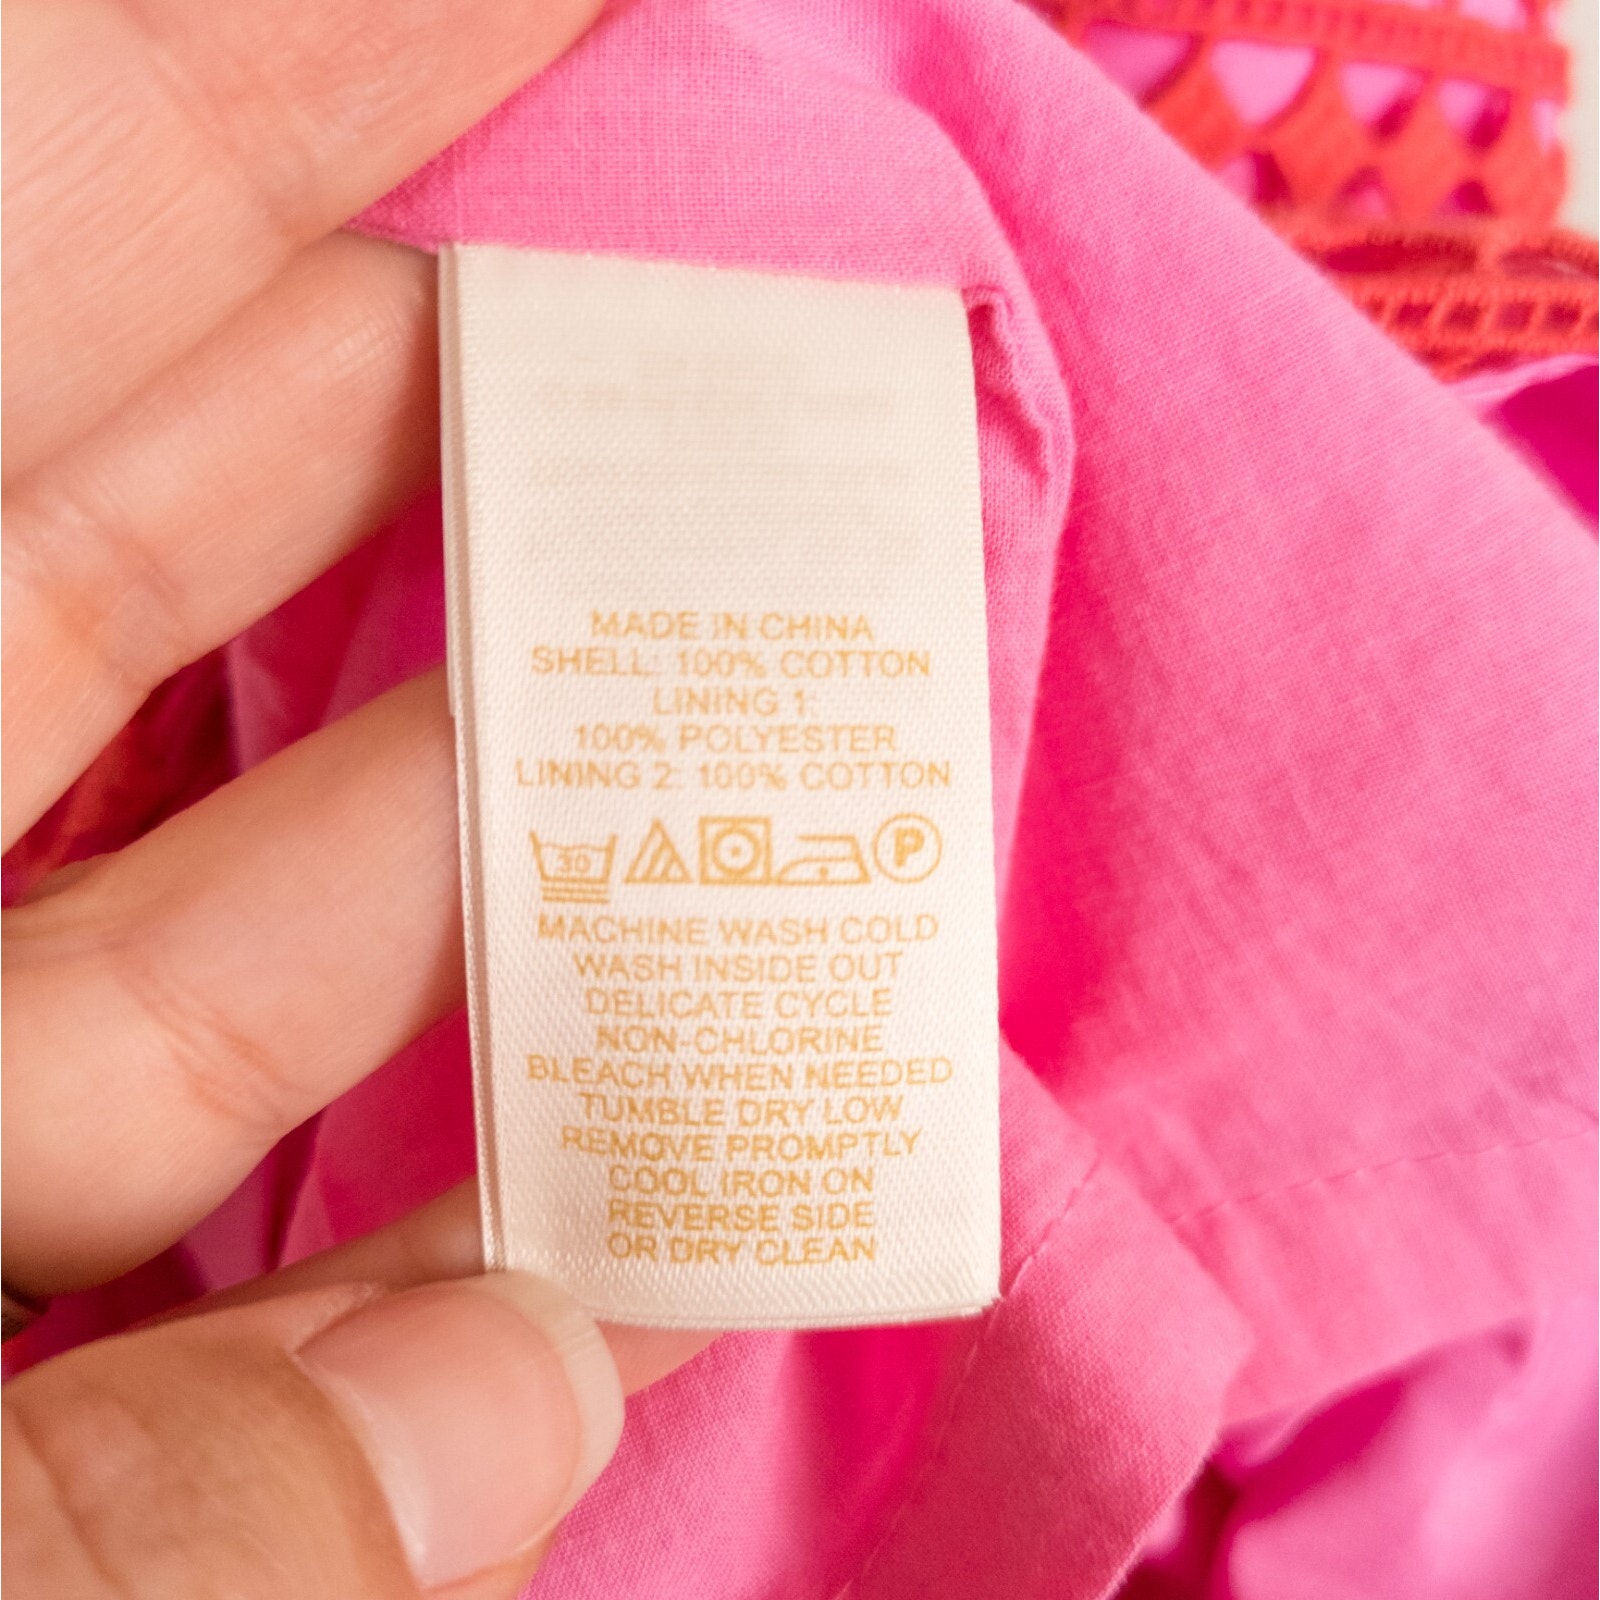 MADE IN CHINA
SHELL: 100% COTTON
LINING 1:
100% POLYESTER
LINING 2: 100% COTTON
30
P
MACHINE WASH COLD
WASH INSIDE OUT
DELICATE CYCLE
NON-CHLORINE
BLEACH WHEN NEEDED
TUMBLE DRY LOW
REMOVE PROMPTLY
COOL IRON ON
REVERSE SIDE
OR DRY CLEAN